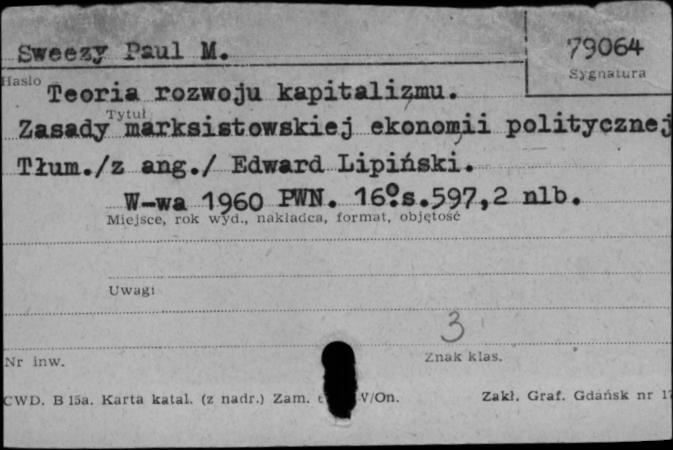 Sweezy Paul M.
79064
Sygnatura
Hasło
Teoria rozwoju kapitalizmu.
Tytuł
Zasady marksistowskiej ekonomii politycznej
Tłum./z ang./ Edward Lipiński.
W-wa 1960 PWN. 16°s.597,2 nlb.
Miejsce, rok wyd., nakładca, format, objętość
Uwagi
3
Nr inw.
Znak klas.
CWD. B 15a. Karta katal. (z nadr.) Zam. V/On.
Zakł. Graf. Gdańsk nr 17